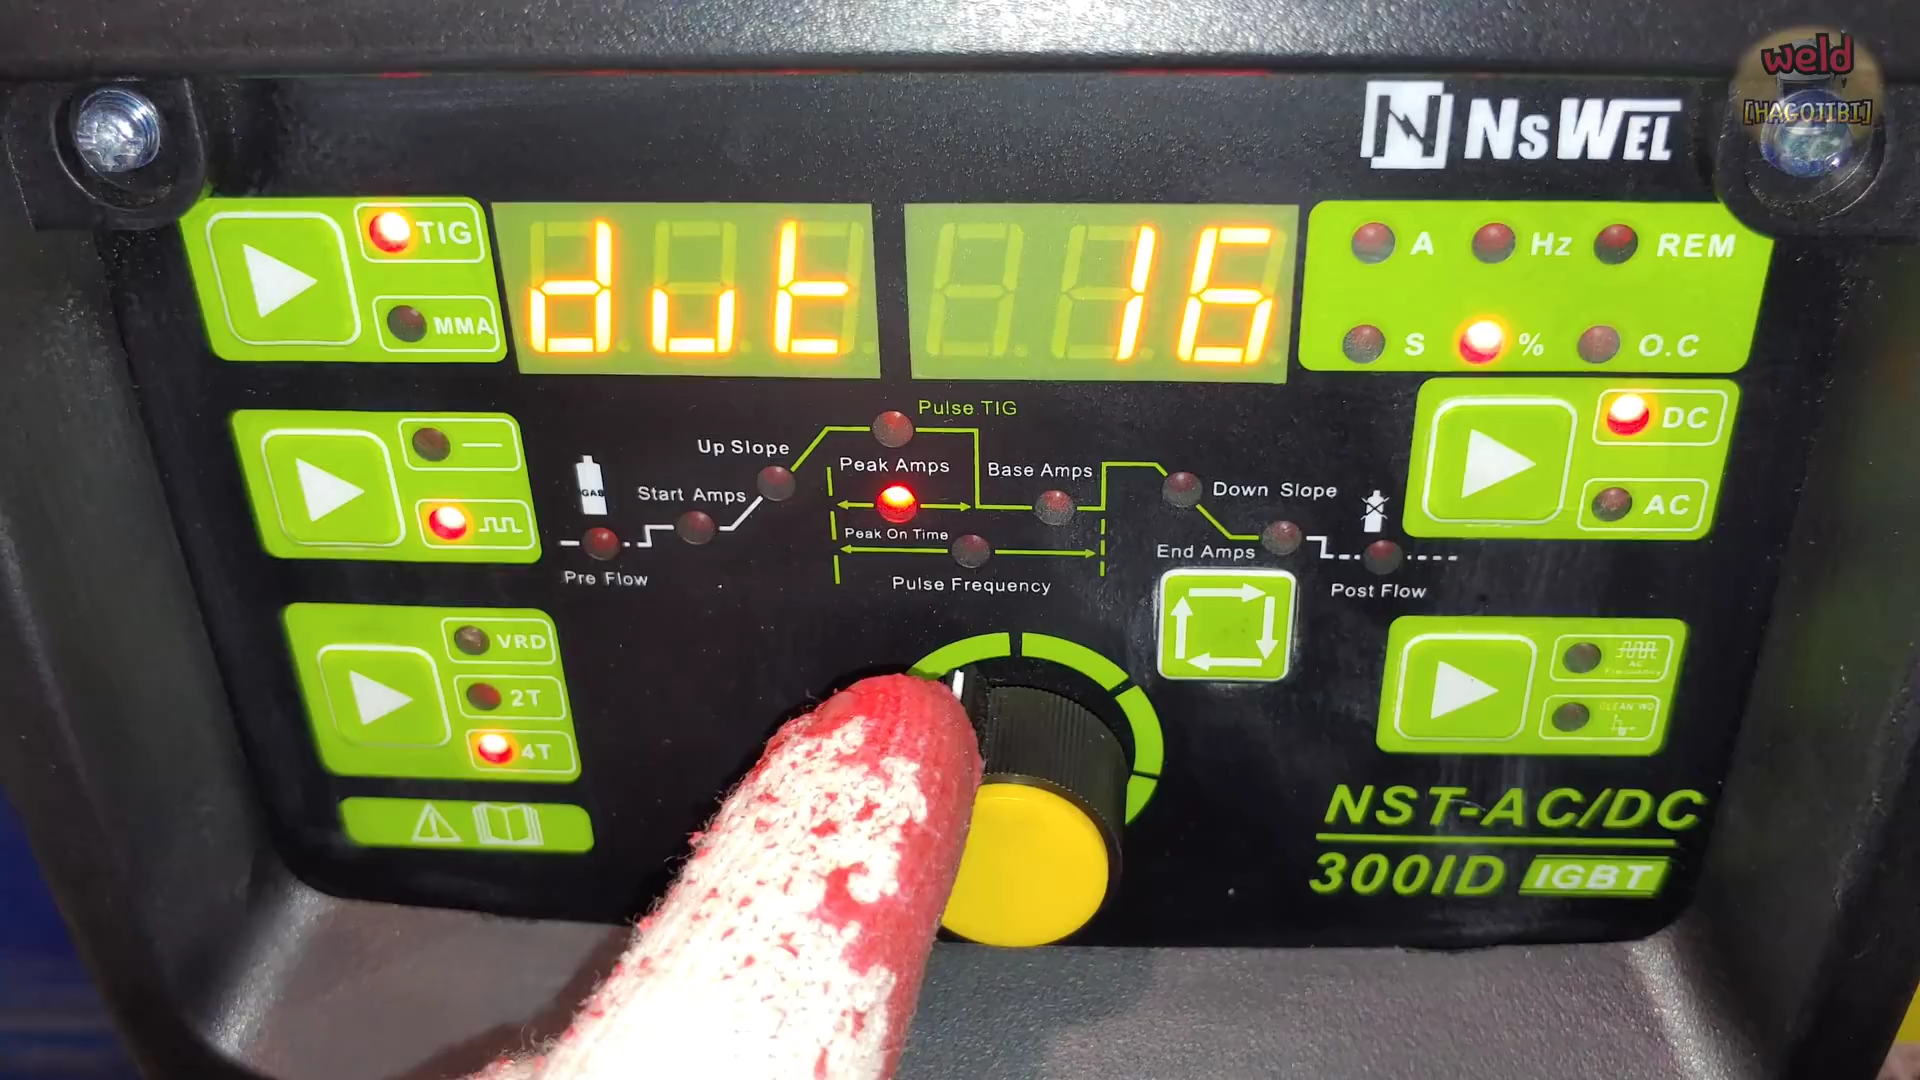 weld
[HAGOJIBI]
NSWEL
TIG
MMA
dut
16
A
Hz
REM
S
%
O.C
DC
AC
Pulse TIG
Up Slope
Peak Amps
Base Amps
Start Amps
Down Slope
GAS
Peak On Time
End Amps
Pre Flow
Pulse Frequency
Post Flow
VRD
2T
4T
AC
Frequency
NST-AC/DC
300ID IGBT